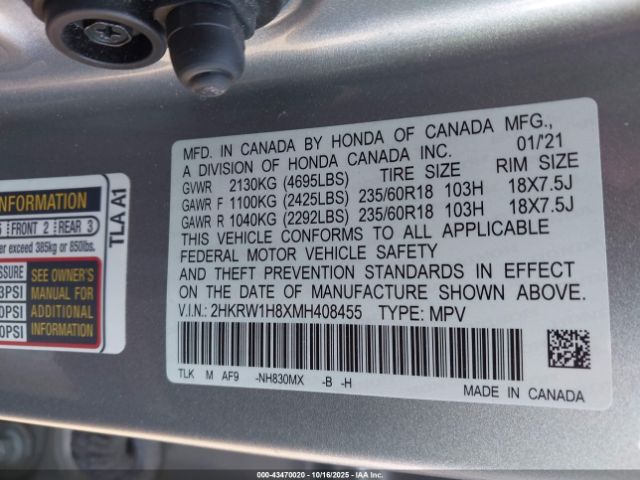 MFD. IN CANADA BY HONDA OF CANADA MFG., 01/'21
A DIVISION OF HONDA CANADA INC. TIRE SIZE RIM SIZE
GVWR 2130KG (4695LBS)
GAWR F 1100KG (2425LBS) 235/60R18 103H 18X7.5J
GAWR R 1040KG (2292LBS) 235/60R18 103H 18X7.5J
THIS VEHICLE CONFORMS TO ALL APPLICABLE
FEDERAL MOTOR VEHICLE SAFETY
AND THEFT PREVENTION STANDARDS IN EFFECT
ON THE DATE OF MANUFACTURE SHOWN ABOVE.
V.I.N.: 2HKRW1H8XMH408455 TYPE: MPV
TLK M AF9 -NH830MX -B -H
MADE IN CANADA
INFORMATION
FRONT 2 REAR 3
exceed 385kg or 850lbs.
SEE OWNER'S
MANUAL FOR
ADDITIONAL
INFORMATION
TLA A1
000-43470020 - 10/16/2025 - IAA Inc.